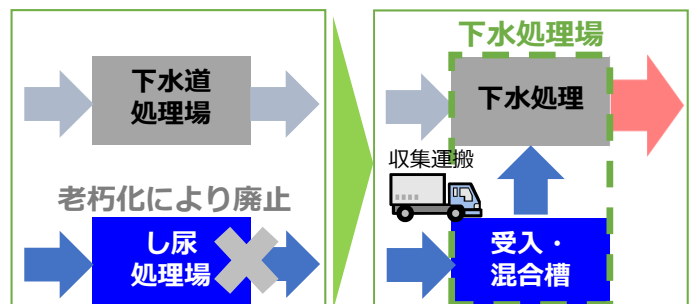 下水道
処理場
老朽化により廃止
し尿
処理場
下水処理場
下水処理
収集運搬
受入・
混合槽